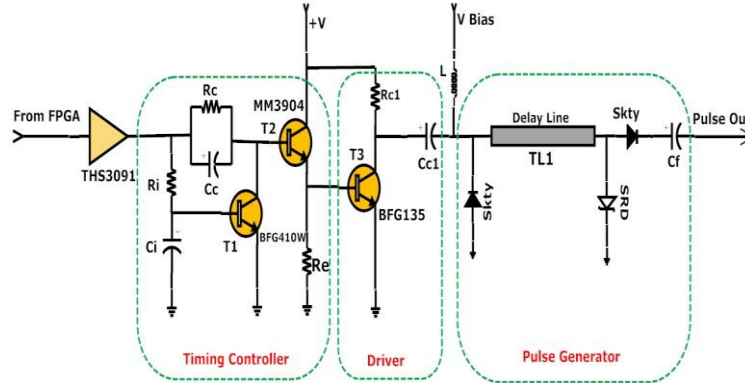 +V
V Bias
From FPGA
THS3091
Rc
Cc
Ri
Ci
T1
BFG410W
MM3904
T2
Re
Rc1
T3
BFG135
Cc1
L
Delay Line
TL1
Skty
Skty
SRD
Cf
Pulse Ou
Timing Controller
Driver
Pulse Generator